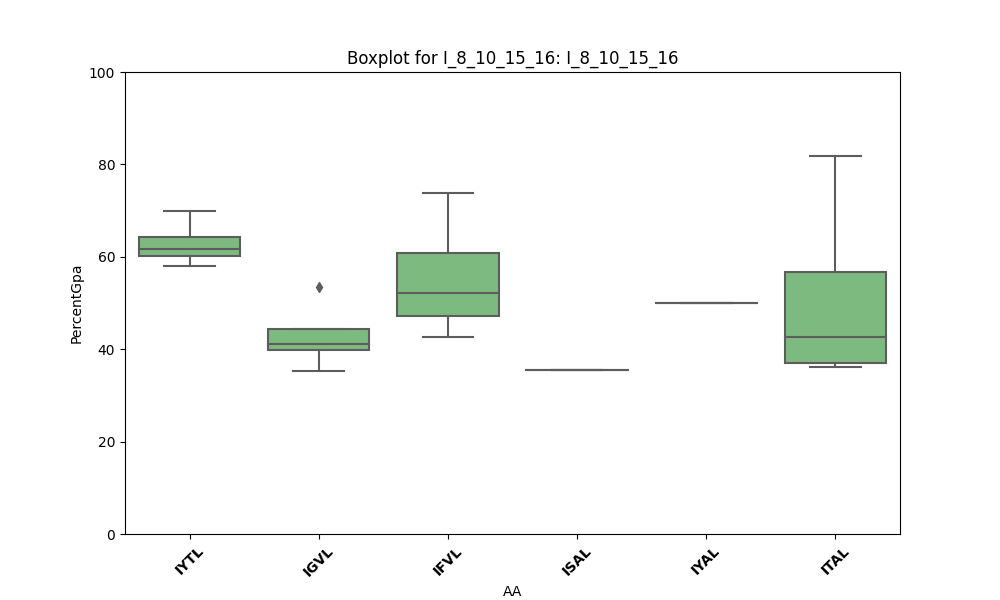 Boxplot for I_8_10_15_16: I_8_10_15_16
100
80
60
40
20
0
PercentGpa
IYTL
IGVL
IFVL
ISAL
IYAL
ITAL
AA